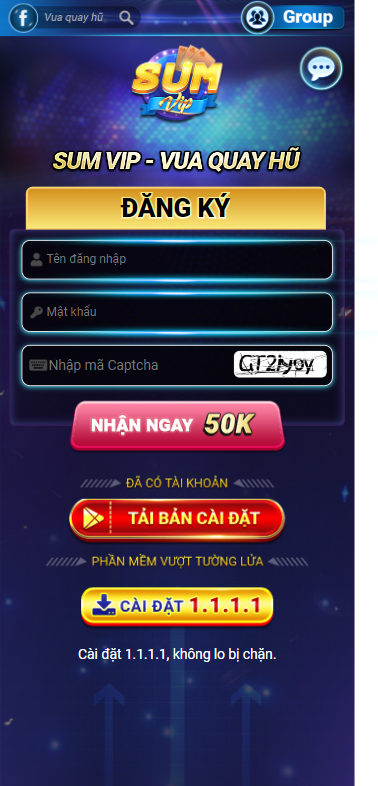 Vua quay hũ
Group
SUM
Vip
SUM VIP - VUA QUAY HŨ
ĐĂNG KÝ
Tên đăng nhập
Mật khẩu
Nhập mã Captcha
NHẬN NGAY 50K
ĐÃ CÓ TÀI KHOẢN
TẢI BẢN CÀI ĐẶT
PHẦN MỀM VƯỢT TƯỜNG LỬA
CÀI ĐẶT 1.1.1.1
Cài đặt 1.1.1.1, không lo bị chặn.